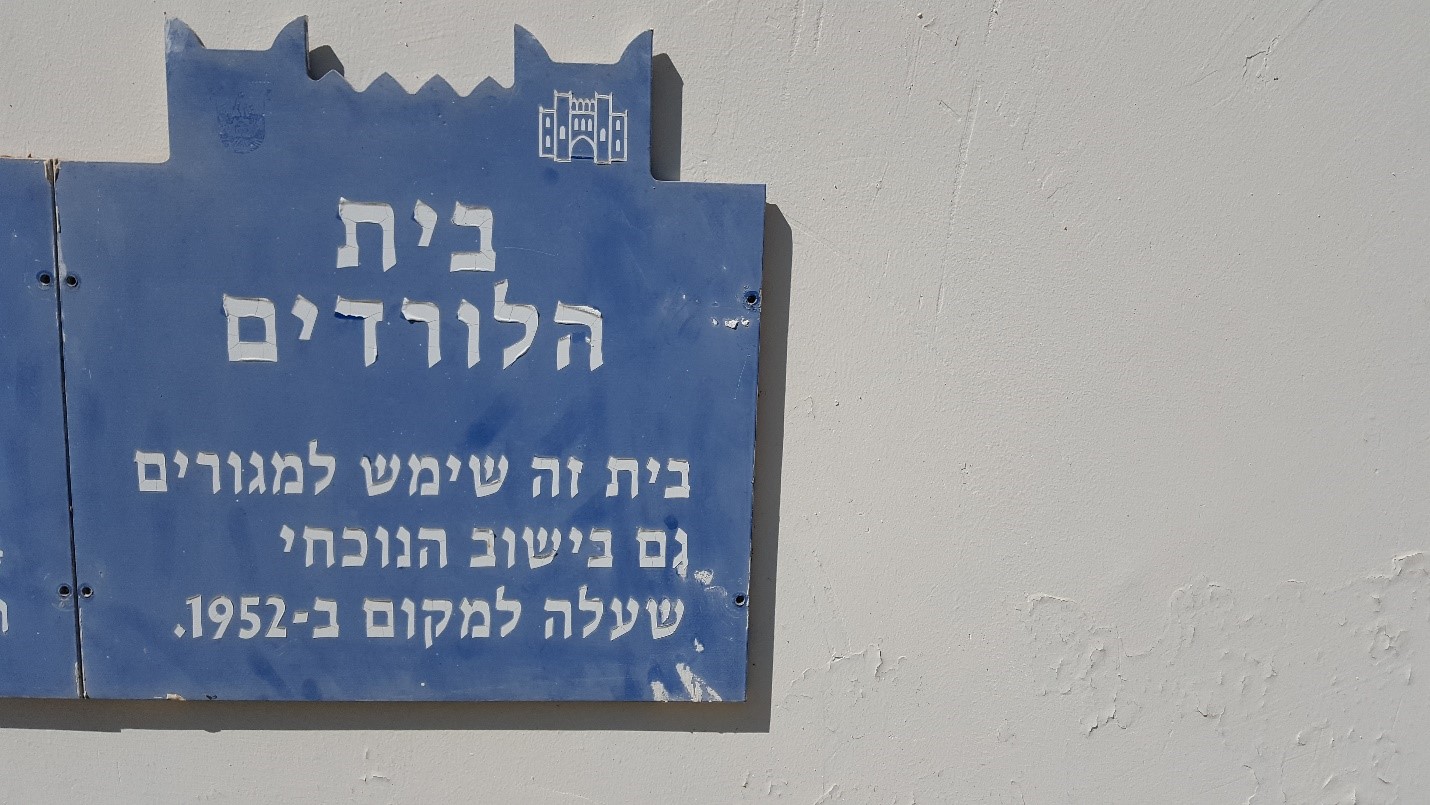 בית
הלורדים
בית זה שימש למגורים
גם בישוב הנוכחי
שעלה למקום ב-1952.